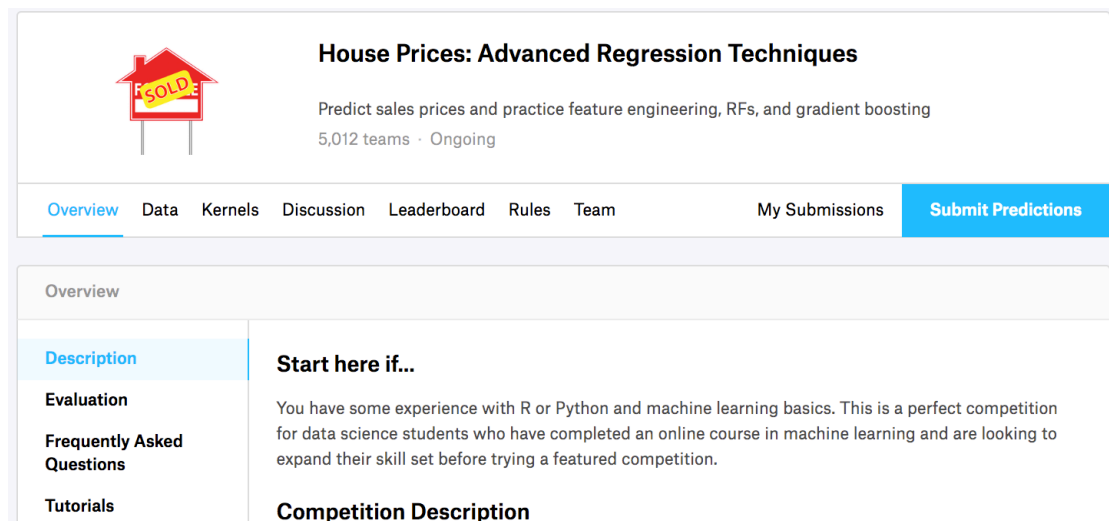 House Prices: Advanced Regression Techniques
SOLD
Predict sales prices and practice feature engineering, RFs, and gradient boosting
5,012 teams · Ongoing
Overview Data Kernels Discussion Leaderboard Rules Team My Submissions Submit Predictions
Overview
Description
Evaluation
Frequently Asked
Questions
Tutorials
Start here if...
You have some experience with R or Python and machine learning basics. This is a perfect competition
for data science students who have completed an online course in machine learning and are looking to
expand their skill set before trying a featured competition.
Competition Description